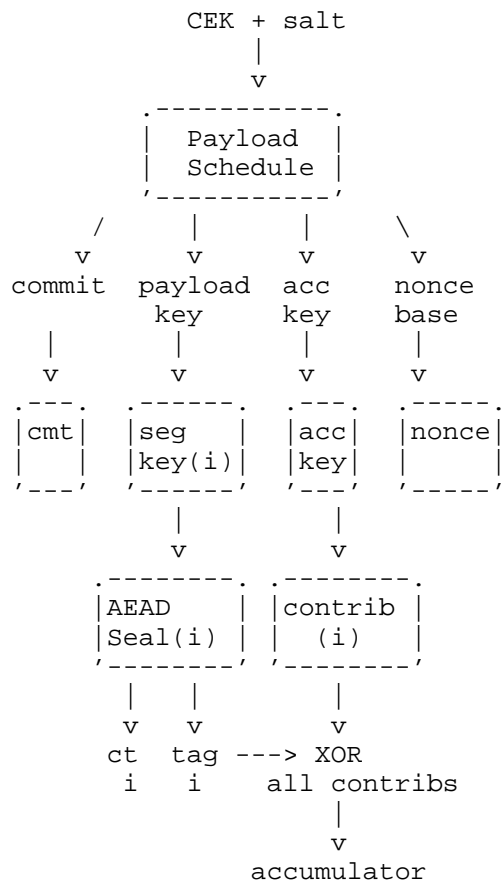 CEK + salt
|
v
.-----------.
| Payload |
| Schedule |
'-----------'
/ | | \
v v v v
commit payload acc nonce
key key base
| | | |
v v v v
.---. .------. .---. .-----.
|cmt| |seg | |acc| |nonce|
| | |key(i)| |key| | |
'---' '------' '---' '-----'
| |
v v
.--------. .--------.
|AEAD | |contrib |
|Seal(i) | | (i) |
'--------' '--------'
| | |
v v v
ct tag ---> XOR
i i all contribs
|
v
accumulator